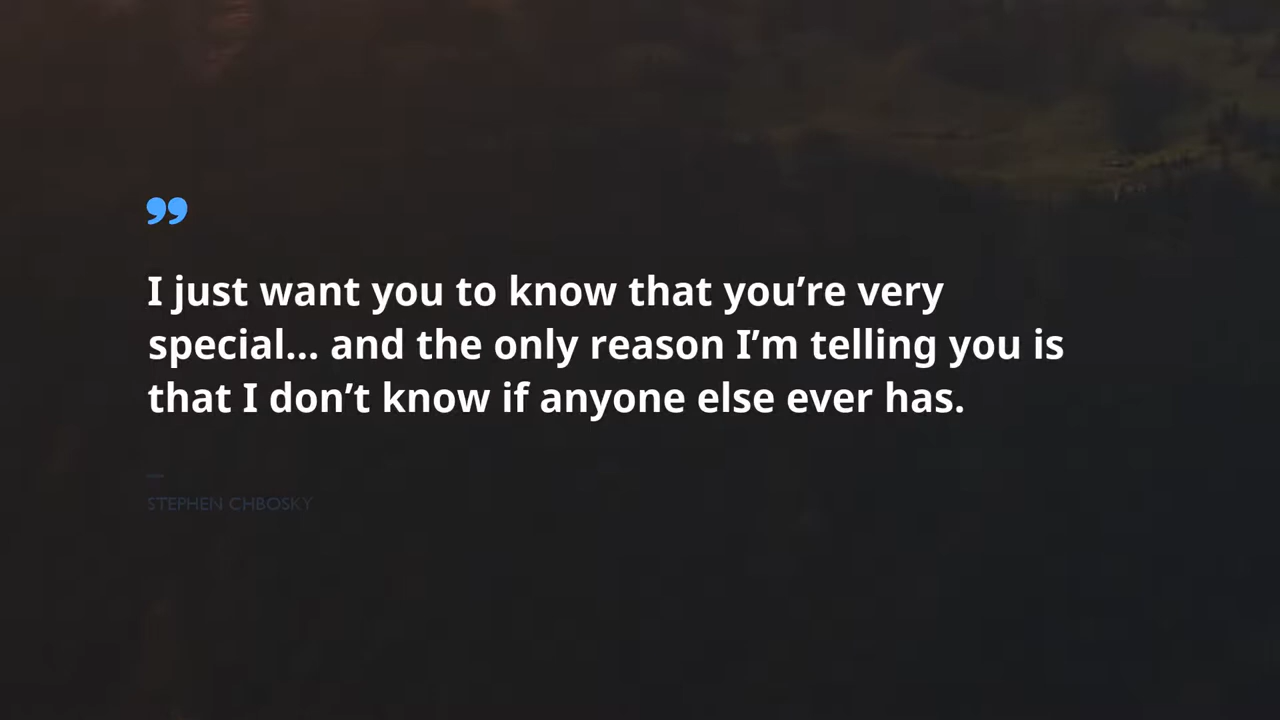 ”
I just want you to know that you’re very
special... and the only reason I’m telling you is
that I don’t know if anyone else ever has.
—
STEPHEN CHBOSKY